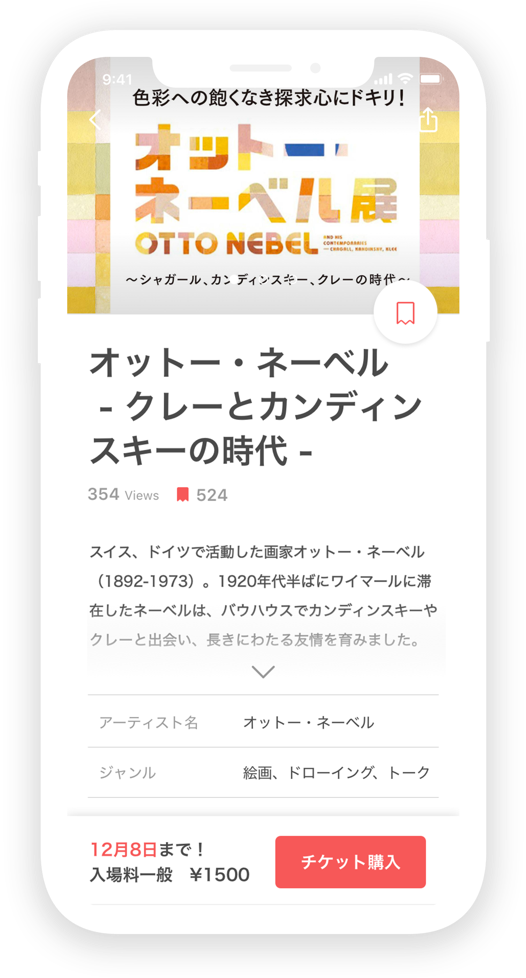 9:41
色彩への飽くなき探求心にドキリ！
オットー・
ネーベル展
OTTO NEBEL
AND HIS
CONTEMPORARIES
—CHAGALL, KANDINSKY, KLEE
〜シャガール、カンディンスキー、クレーの時代〜
オットー・ネーベル
- クレーとカンディン
スキーの時代 -
354 Views 524
スイス、ドイツで活動した画家オットー・ネーベル
（1892-1973）。1920年代半ばにワイマールに滞
在したネーベルは、バウハウスでカンディンスキーや
クレーと出会い、長きにわたる友情を育みました。
アーティスト名 オットー・ネーベル
ジャンル 絵画、ドローイング、トーク
12月8日まで！
入場料一般 ¥1500
チケット購入